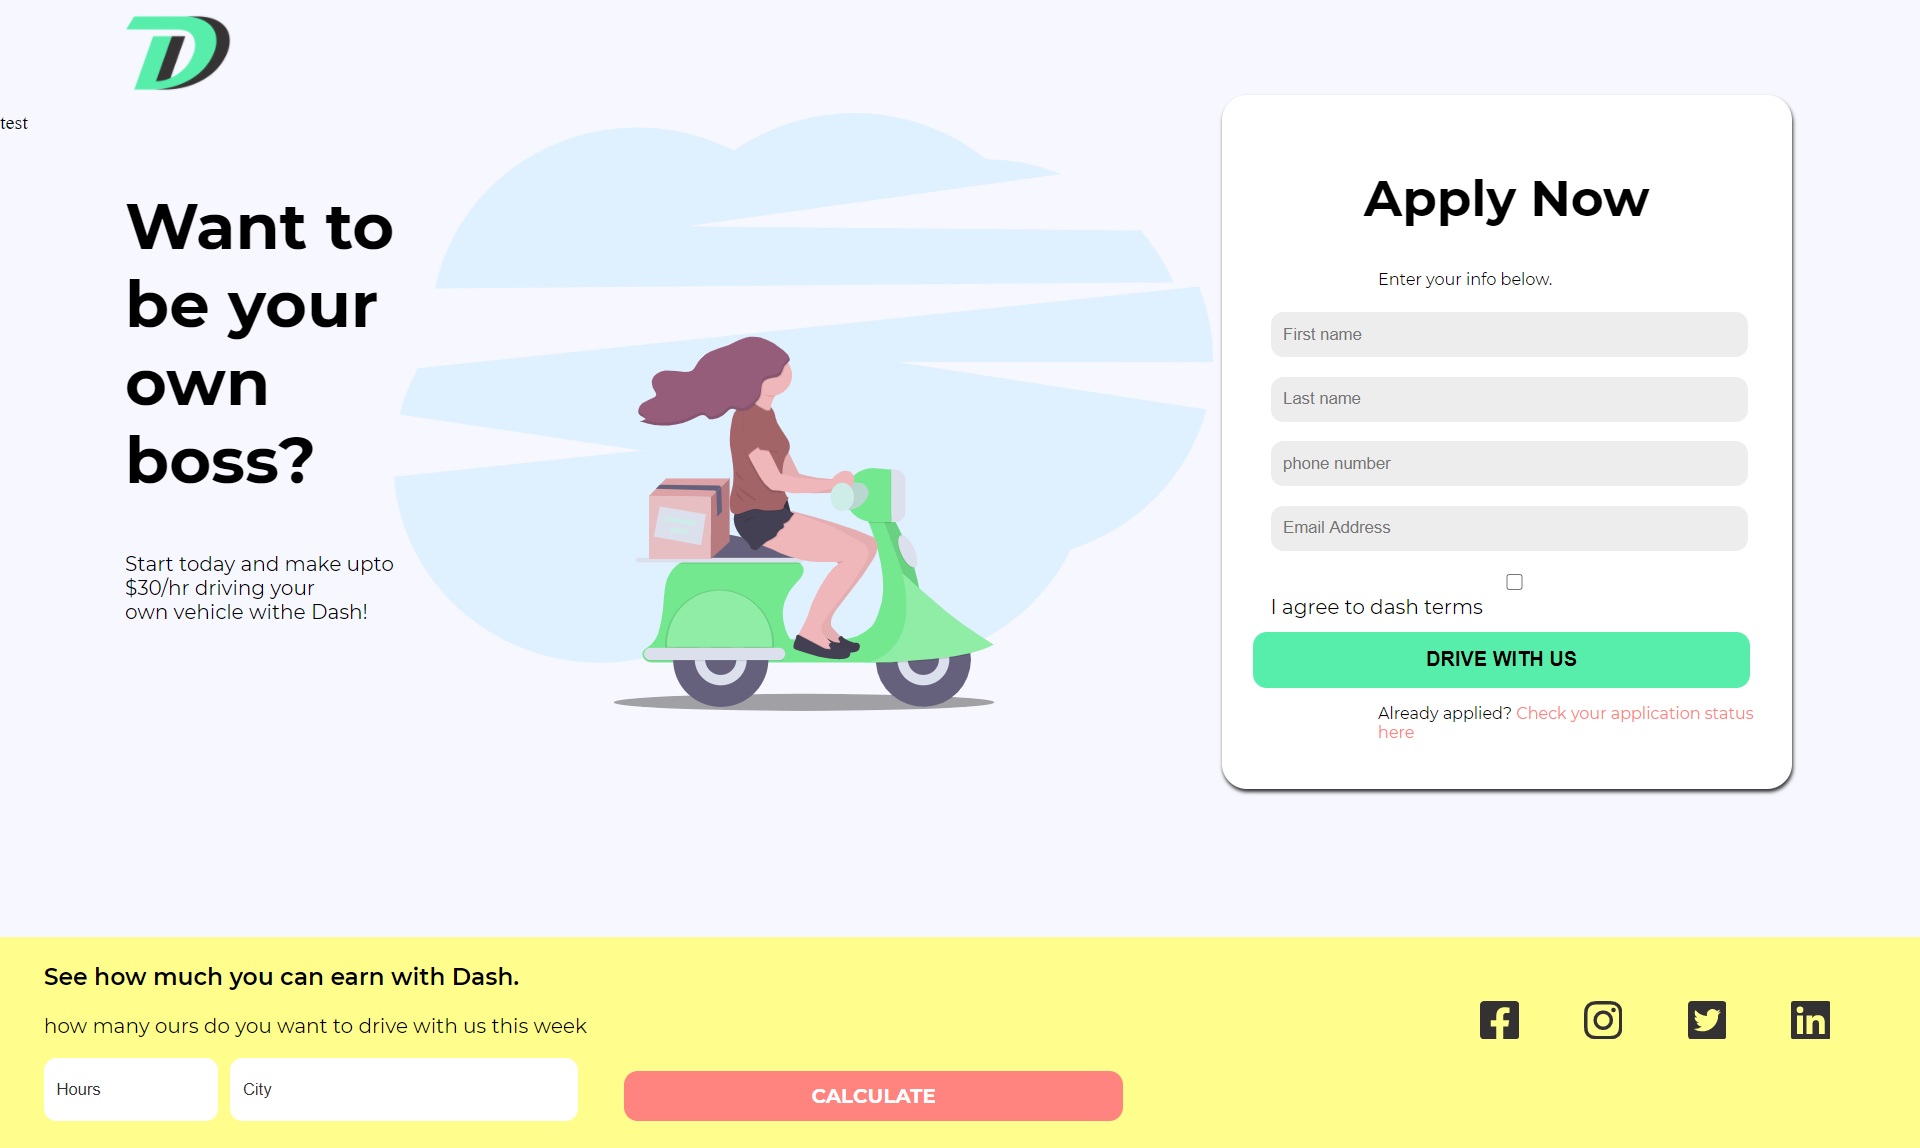 test
Want to
be your
own
boss?
Start today and make upto
$30/hr driving your
own vehicle withe Dash!
Apply Now
Enter your info below.
First name
Last name
phone number
Email Address
I agree to dash terms
DRIVE WITH US
Already applied? Check your application status
here
See how much you can earn with Dash.
how many ours do you want to drive with us this week
Hours
City
CALCULATE